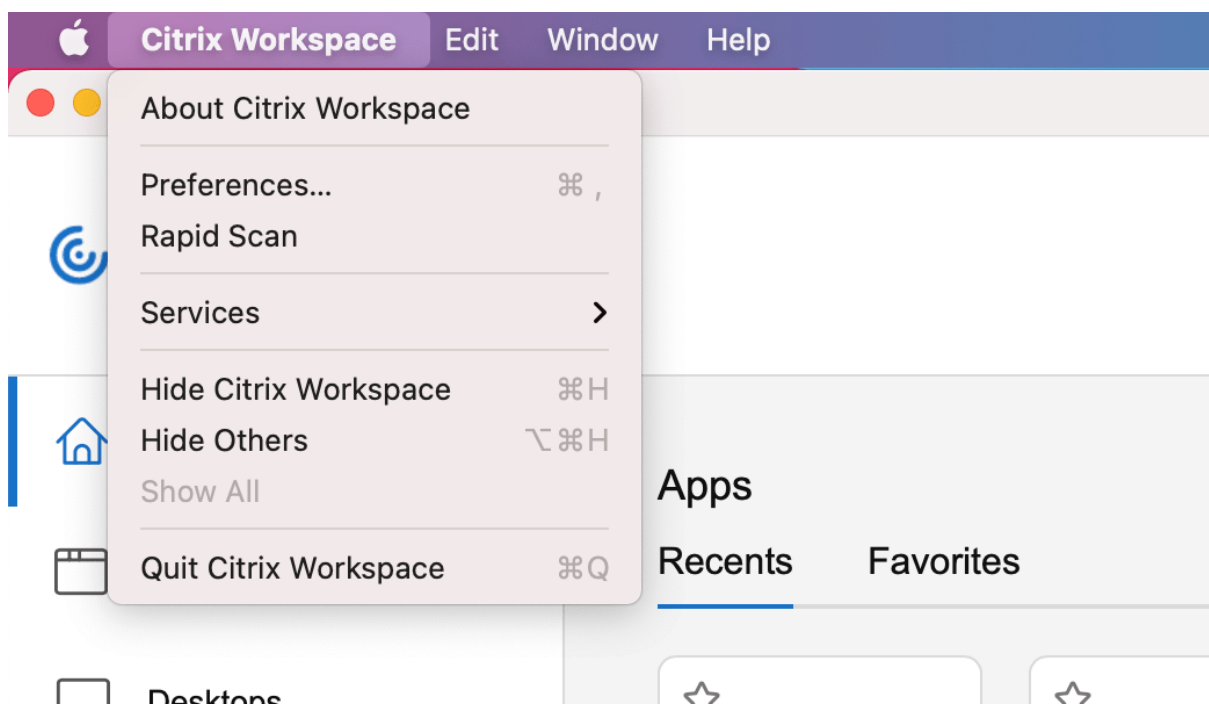 Citrix Workspace Edit Window Help
About Citrix Workspace
Preferences... ⌘ ,
Rapid Scan
Services
Hide Citrix Workspace ⌘H
Hide Others ⌥⌘H
Show All
Quit Citrix Workspace ⌘Q
Apps
Recents Favorites
Desktops